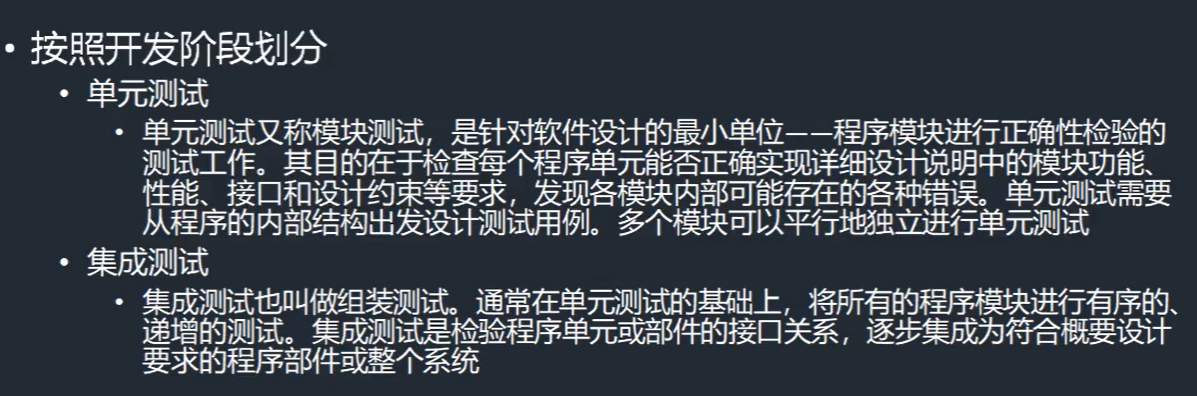 • 按照开发阶段划分
• 单元测试
• 单元测试又称模块测试，是针对软件设计的最小单位——程序模块进行正确性检验的
测试工作。其目的在于检查每个程序单元能否正确实现详细设计说明中的模块功能、
性能、接口和设计约束等要求，发现各模块内部可能存在的各种错误。单元测试需要
从程序的内部结构出发设计测试用例。多个模块可以平行地独立进行单元测试
• 集成测试
• 集成测试也叫做组装测试。通常在单元测试的基础上，将所有的程序模块进行有序的、
递增的测试。集成测试是检验程序单元或部件的接口关系，逐步集成为符合概要设计
要求的程序部件或整个系统